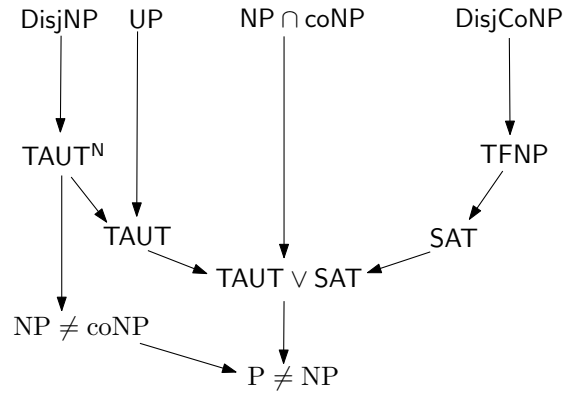 DisjNP UP NP ∩ coNP DisjCoNP
TAUT^N TFNP
TAUT SAT
TAUT ∨ SAT
NP ≠ coNP
P ≠ NP